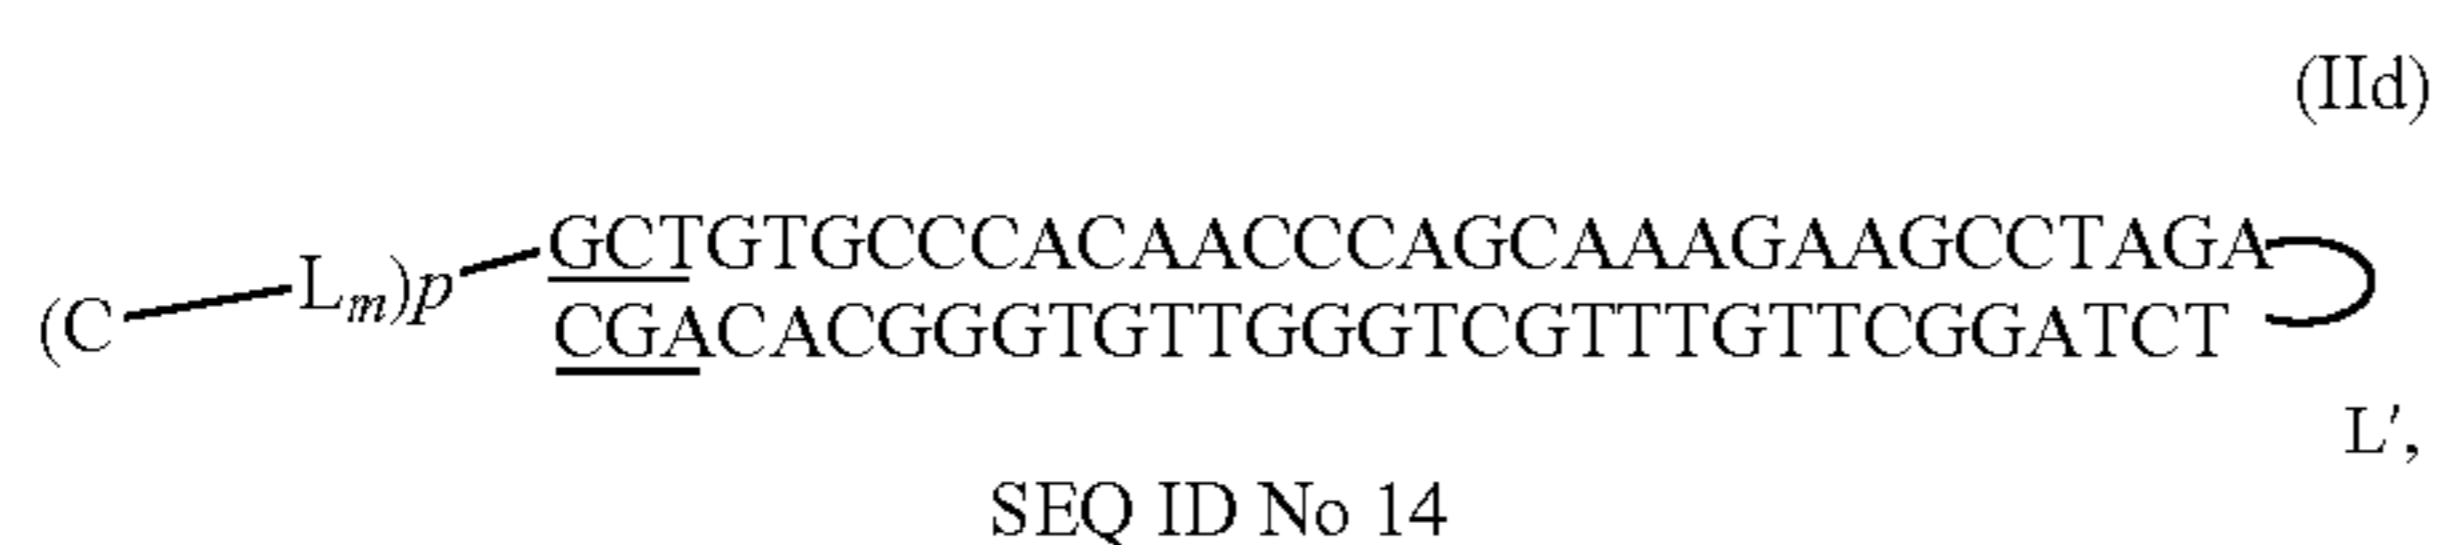 (IId)
(C—Lm)p—GCTGTGCCCACAACCCAGCAAAGAAGCCTAGA
CGACACGGGTGTTGGGTCGTTTGTTCGGATCT
L′,
SEQ ID No 14